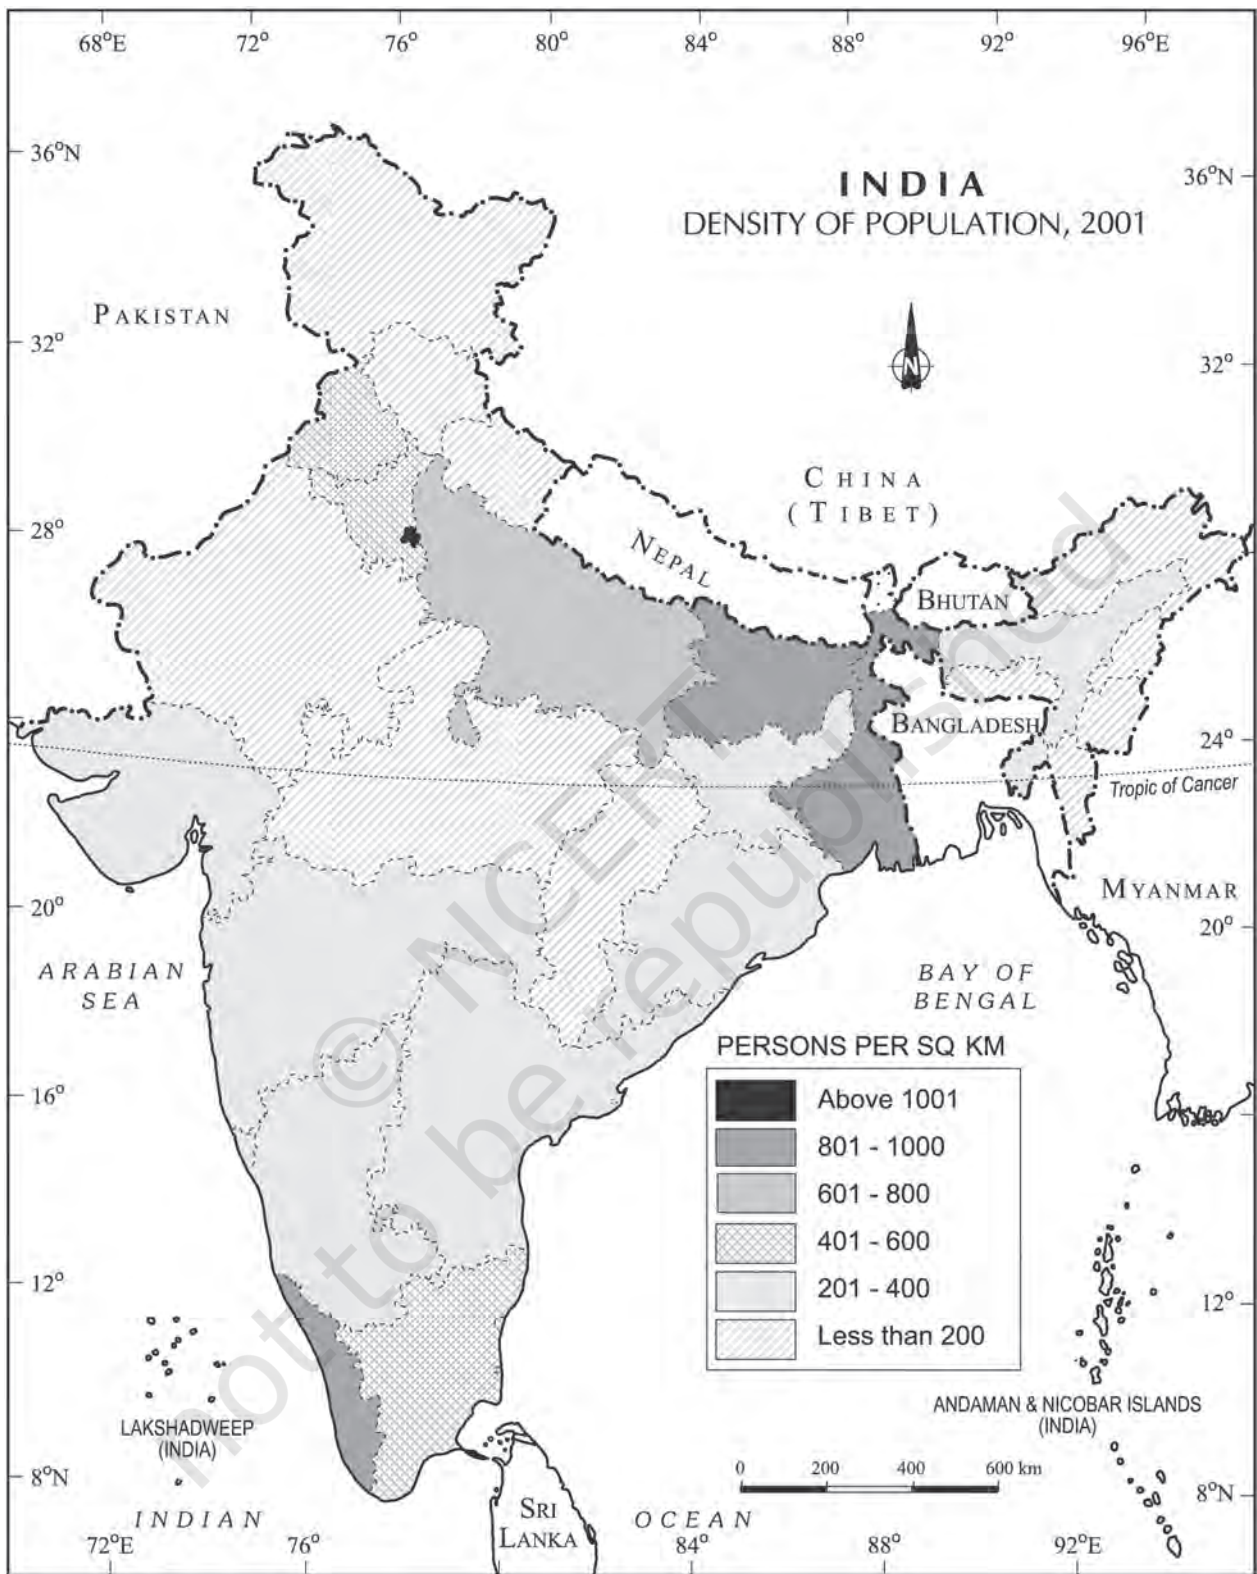 68°E 72° 76° 80° 84° 88° 92° 96°E
36°N
36°N
INDIA
DENSITY OF POPULATION, 2001
PAKISTAN
N
32°
32°
CHINA
(TIBET)
28°
NEPAL
28°
BHUTAN
BANGLADESH
24°
24°
Tropic of Cancer
MYANMAR
20°
20°
ARABIAN
SEA
BAY OF
BENGAL
© NCERT
not to be republished
PERSONS PER SQ KM
Above 1001
801 - 1000
601 - 800
401 - 600
201 - 400
Less than 200
16°
12°
12°
LAKSHADWEEP
(INDIA)
ANDAMAN & NICOBAR ISLANDS
(INDIA)
0 200 400 600 km
8°N
8°N
SRI
LANKA
INDIAN OCEAN
72°E 76° 84° 88° 92°E